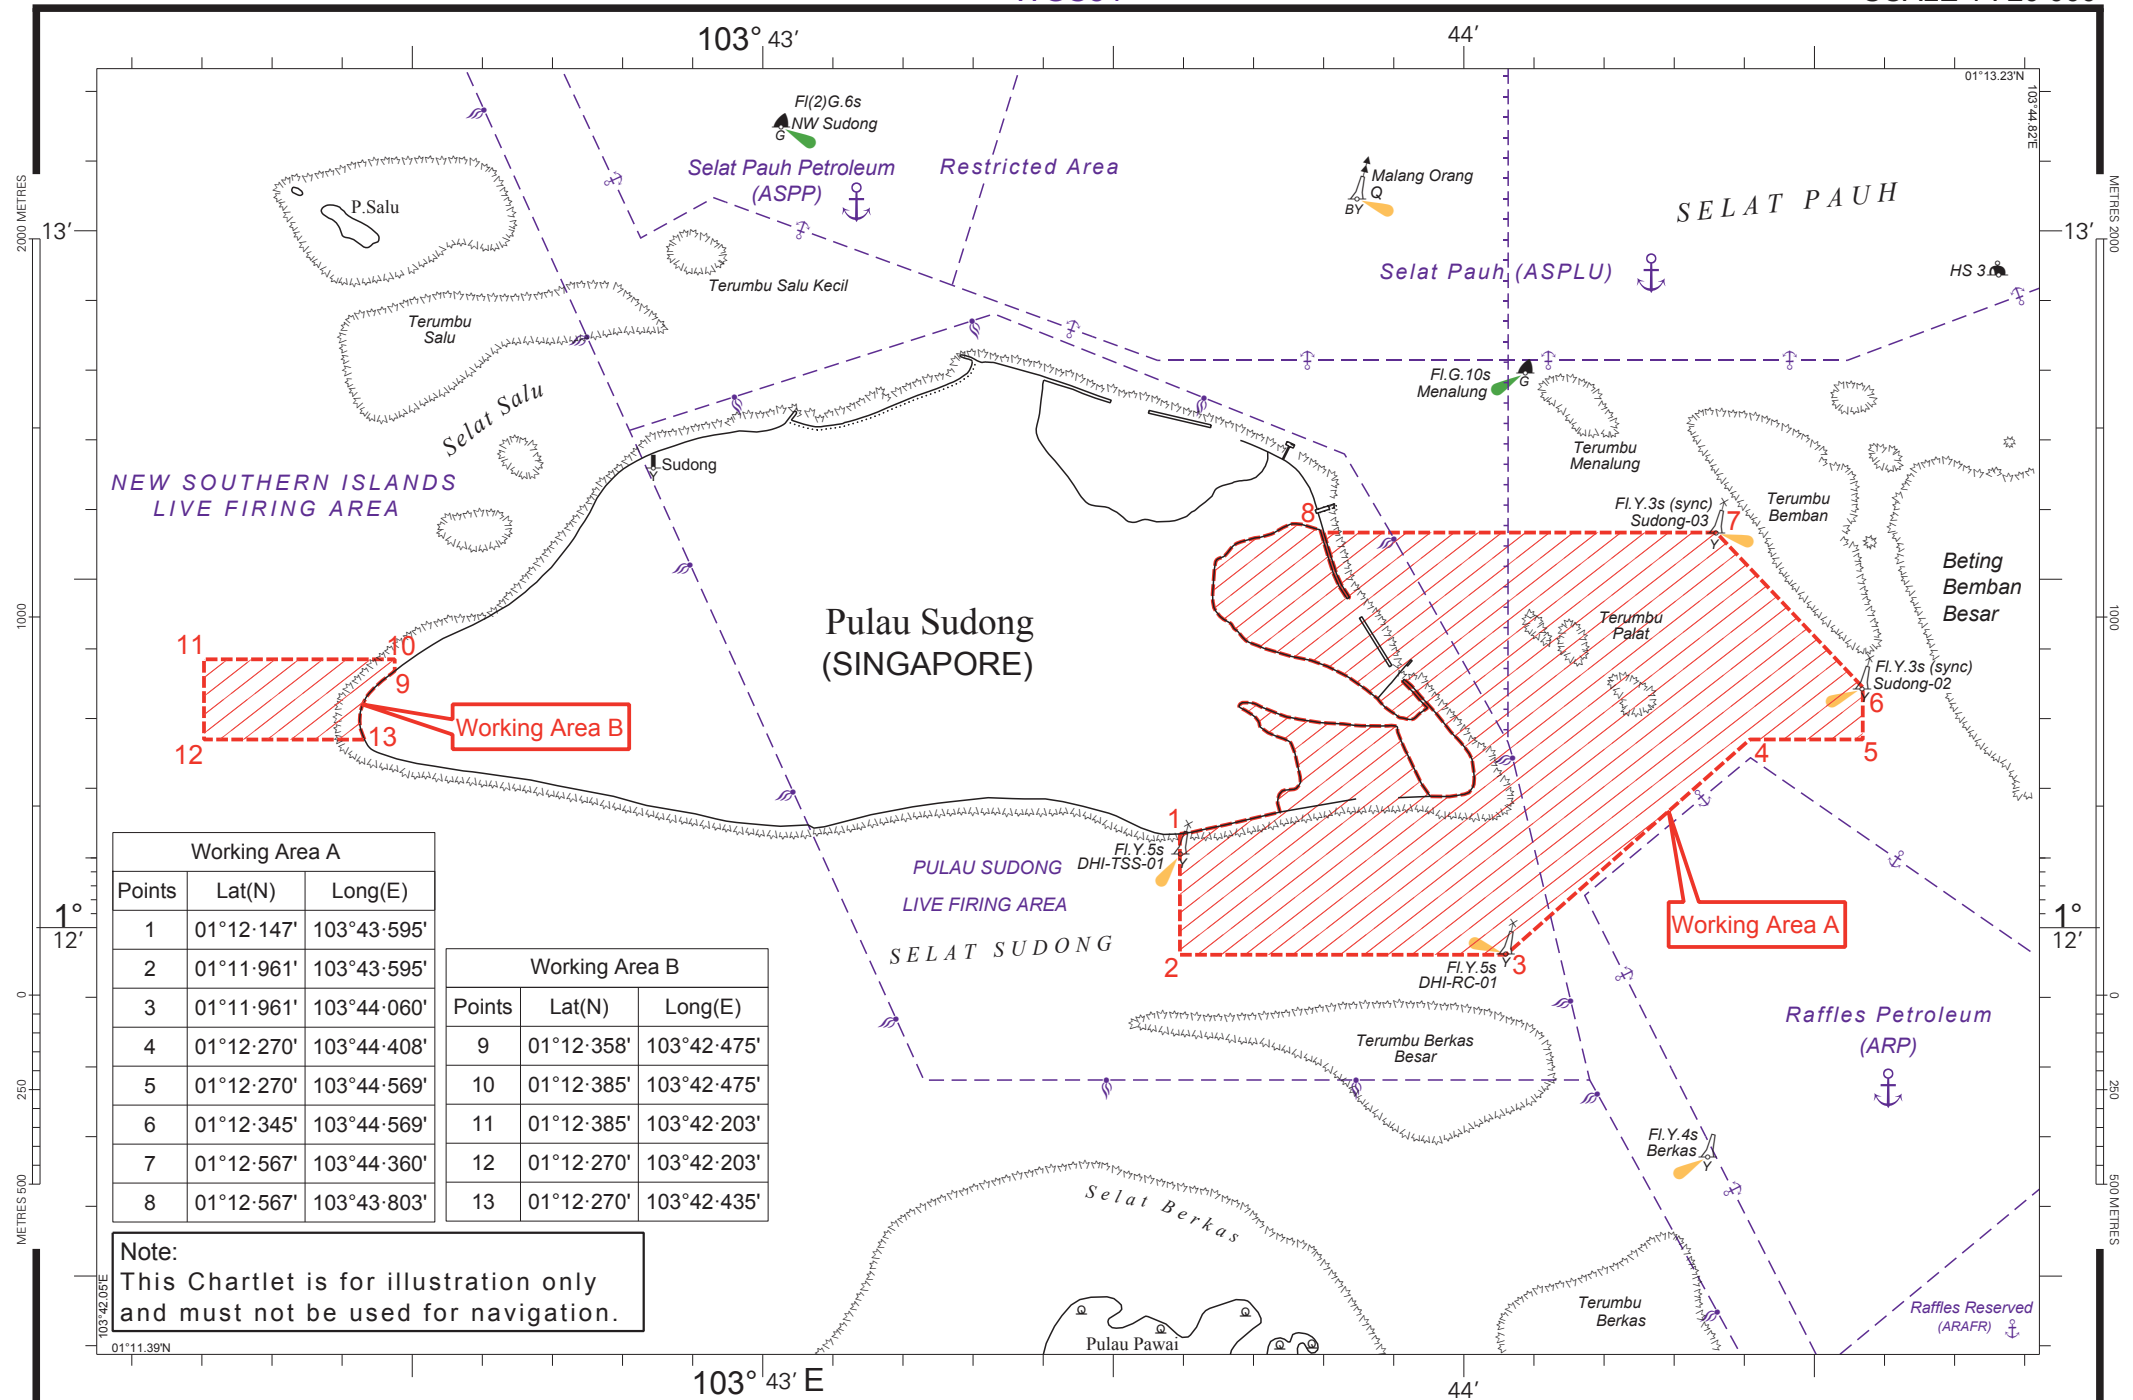 103° 43′
44′
01°13.23'N
103°44.82'E
Fl(2)G.6s
NW Sudong
G
Selat Pauh Petroleum
(ASPP)
Restricted Area
Malang Orang
Q
BY
SELAT PAUH
P.Salu
2000 METRES
METRES 2000
13′
13′
Selat Pauh (ASPLU)
HS 3
Terumbu Salu Kecil
Terumbu
Salu
Fl.G.10s
Menalung
G
Selat Salu
Terumbu
Menalung
Sudong
Y
NEW SOUTHERN ISLANDS
LIVE FIRING AREA
Fl.Y.3s (sync)
Sudong-03
Y
Terumbu
Bemban
8
7
Beting
Bemban
Besar
1000
1000
Pulau Sudong
(SINGAPORE)
Terumbu
Palat
11
10
9
Fl.Y.3s (sync)
Sudong-02
Y
6
Working Area B
12
13
4
5
1
Fl.Y.5s
DHI-TSS-01
Y
PULAU SUDONG
LIVE FIRING AREA
SELAT SUDONG
Working Area A
1°
12′
1°
12′
2
3
Fl.Y.5s
DHI-RC-01
Y
Working Area A
Points Lat(N) Long(E)
1 01°12·147' 103°43·595'
2 01°11·961' 103°43·595'
3 01°11·961' 103°44·060'
4 01°12·270' 103°44·408'
5 01°12·270' 103°44·569'
6 01°12·345' 103°44·569'
7 01°12·567' 103°44·360'
8 01°12·567' 103°43·803'
Working Area B
Points Lat(N) Long(E)
9 01°12·358' 103°42·475'
10 01°12·385' 103°42·475'
11 01°12·385' 103°42·203'
12 01°12·270' 103°42·203'
13 01°12·270' 103°42·435'
0
0
Terumbu Berkas
Besar
Raffles Petroleum
(ARP)
250
250
Fl.Y.4s
Berkas
Y
METRES 500
500 METRES
Selat Berkas
Note:
This Chartlet is for illustration only
and must not be used for navigation.
103°42.05'E
01°11.39'N
Pulau Pawai
Terumbu
Berkas
Raffles Reserved
(ARAFR)
103° 43′ E
44′